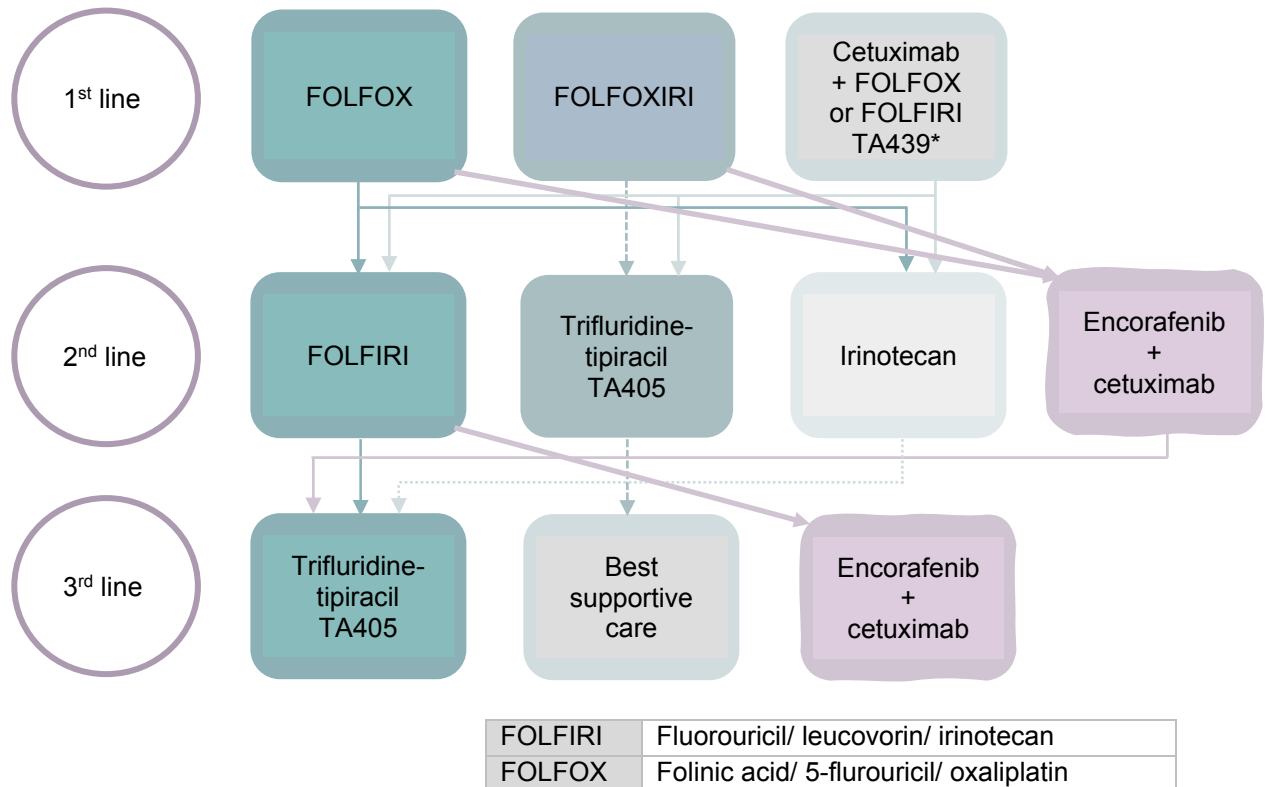 1st line
FOLFOX
FOLFOXIRI
Cetuximab
+ FOLFOX
or FOLFIRI
TA439*
2nd line
FOLFIRI
Trifluridine-
tipiracil
TA405
Irinotecan
Encorafenib
+
cetuximab
3rd line
Trifluridine-
tipiracil
TA405
Best
supportive
care
Encorafenib
+
cetuximab
FOLFIRI Fluorouricil/ leucovorin/ irinotecan
FOLFOX Folinic acid/ 5-flurouricil/ oxaliplatin